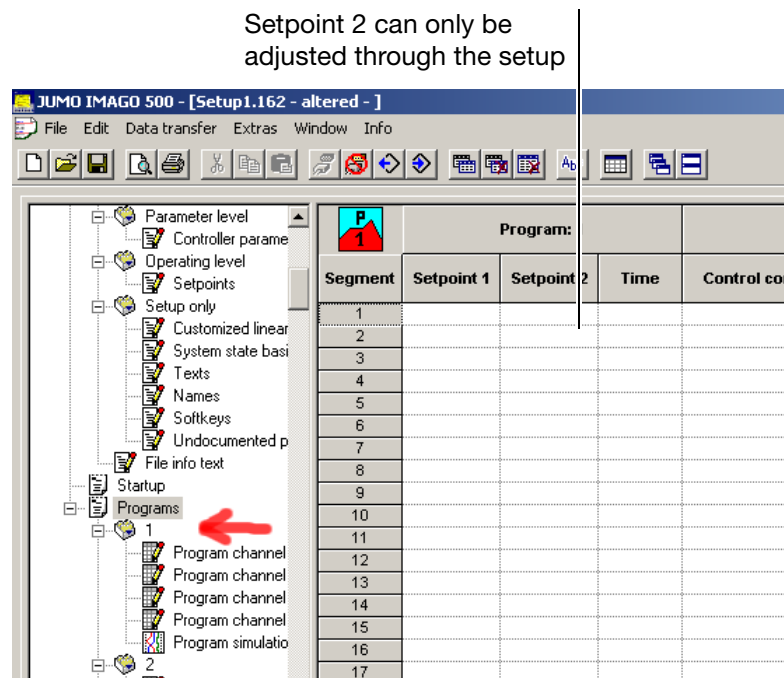 Setpoint 2 can only be
adjusted through the setup
JUMO IMAGO 500 - [Setup1.162 - altered - ]
File Edit Data transfer Extras Window Info
Parameter level
Controller parame
Operating level
Setpoints
Setup only
Customized linear
System state basi
Texts
Names
Softkeys
Undocumented p
File info text
Startup
Programs
1
Program channel
Program channel
Program channel
Program channel
Program simulatio
2
P
1
Program:
Segment Setpoint 1 Setpoint 2 Time Control co
1
2
3
4
5
6
7
8
9
10
11
12
13
14
15
16
17